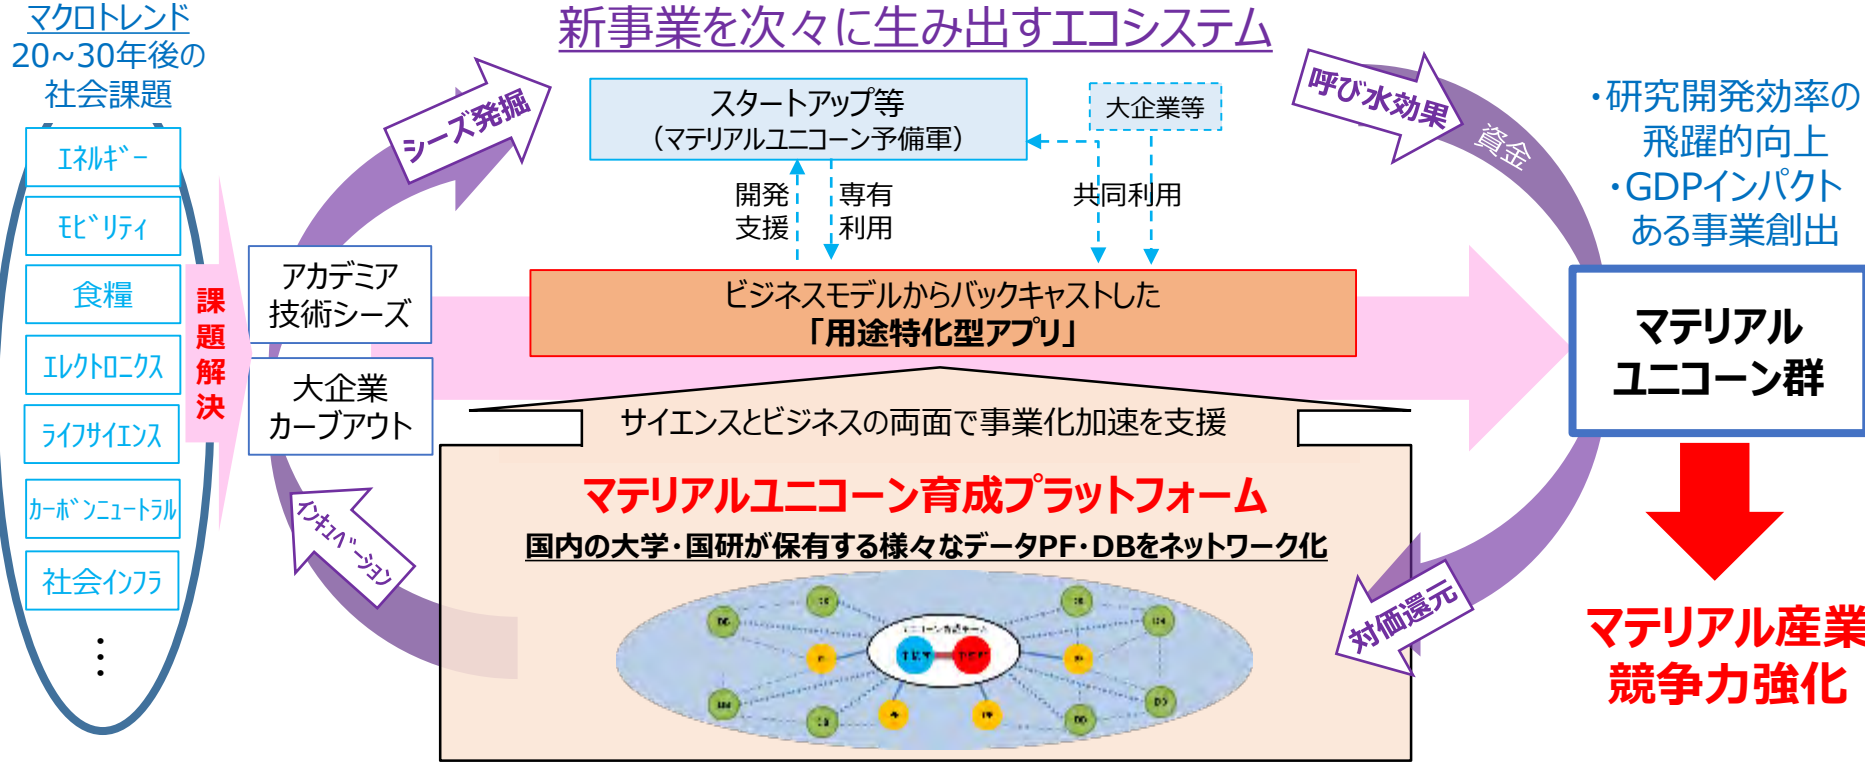 マクロトレンド
20~30年後の
社会課題
ｴﾈﾙｷﾞｰ
ﾓﾋﾞﾘﾃｨ
食糧
ｴﾚｸﾄﾛﾆｸｽ
ﾗｲﾌｻｲｴﾝｽ
ｶｰﾎﾞﾝﾆｭｰﾄﾗﾙ
社会ｲﾝﾌﾗ
課題解決
アカデミア
技術シーズ
大企業
カーブアウト
新事業を次々に生み出すエコシステム
シーズ発掘
スタートアップ等
（マテリアルユニコーン予備軍）
大企業等
開発
支援
専有
利用
共同利用
呼び水効果
資金
ビジネスモデルからバックキャストした
「用途特化型アプリ」
サイエンスとビジネスの両面で事業化加速を支援
マテリアルユニコーン育成プラットフォーム
国内の大学・国研が保有する様々なデータPF・DBをネットワーク化
ｲﾝｷｭﾍﾞｰｼｮﾝ
対価還元
・研究開発効率の
飛躍的向上
・GDPインパクト
ある事業創出
マテリアル
ユニコーン群
マテリアル産業
競争力強化